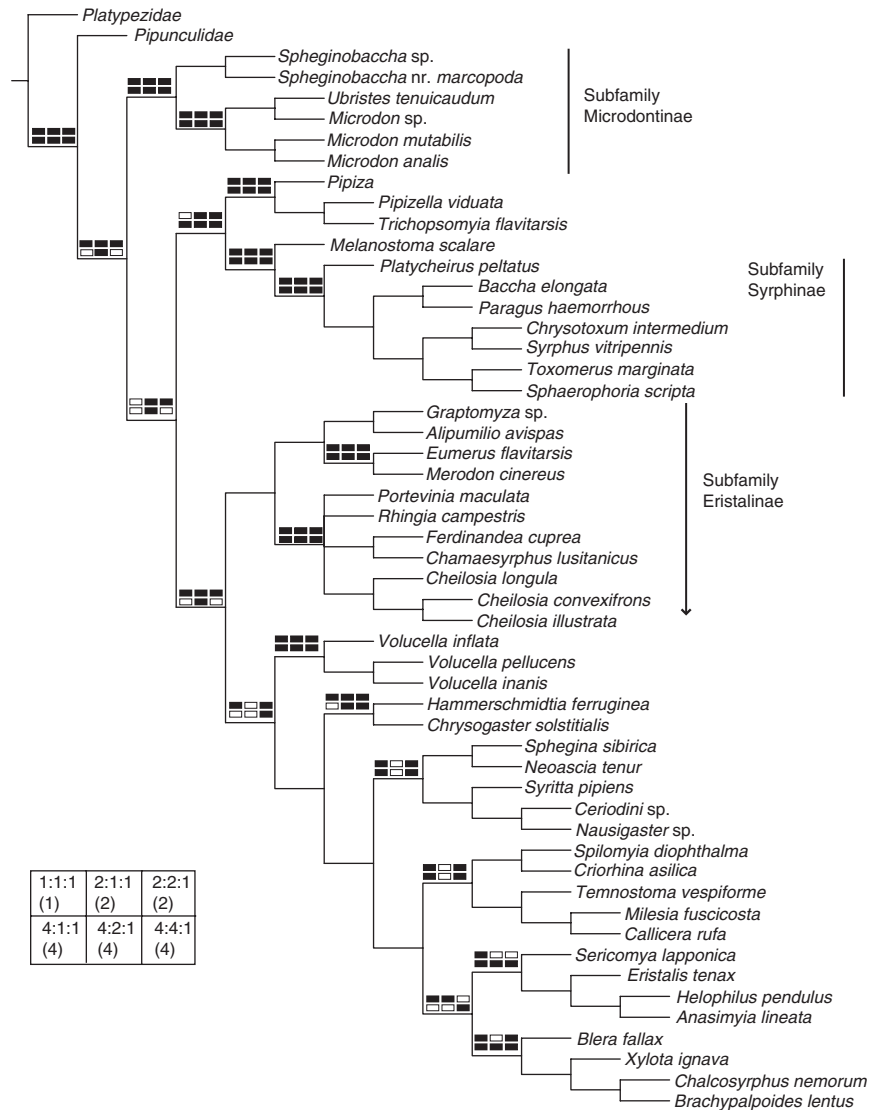 Platypezidae
Pipunculidae
Spheginobaccha sp.
Spheginobaccha nr. marcopoda
Ubristes tenuicaudum
Microdon sp.
Microdon mutabilis
Microdon analis
Subfamily
Microdontinae
Pipiza
Pipizella viduata
Trichopsomyia flavitarsis
Melanostoma scalare
Platycheirus peltatus
Baccha elongata
Paragus haemorrhous
Chrysotoxum intermedium
Syrphus vitripennis
Toxomerus marginata
Sphaerophoria scripta
Subfamily
Syrphinae
Graptomyza sp.
Alipumilio avispas
Eumerus flavitarsis
Merodon cinereus
Portevinia maculata
Rhingia campestris
Ferdinandea cuprea
Chamaesyrphus lusitanicus
Cheilosia longula
Cheilosia convexifrons
Cheilosia illustrata
Subfamily
Eristalinae
Volucella inflata
Volucella pellucens
Volucella inanis
Hammerschmidtia ferruginea
Chrysogaster solstitialis
Sphegina sibirica
Neoascia tenur
Syritta pipiens
Ceriodini sp.
Nausigaster sp.
Spilomyia diophthalma
Criorhina asilica
Temnostoma vespiforme
Milesia fuscicosta
Callicera rufa
Sericomya lapponica
Eristalis tenax
Helophilus pendulus
Anasimyia lineata
Blera fallax
Xylota ignava
Chalcosyrphus nemorum
Brachypalpoides lentus
1:1:1 2:1:1 2:2:1
(1) (2) (2)
4:1:1 4:2:1 4:4:1
(4) (4) (4)